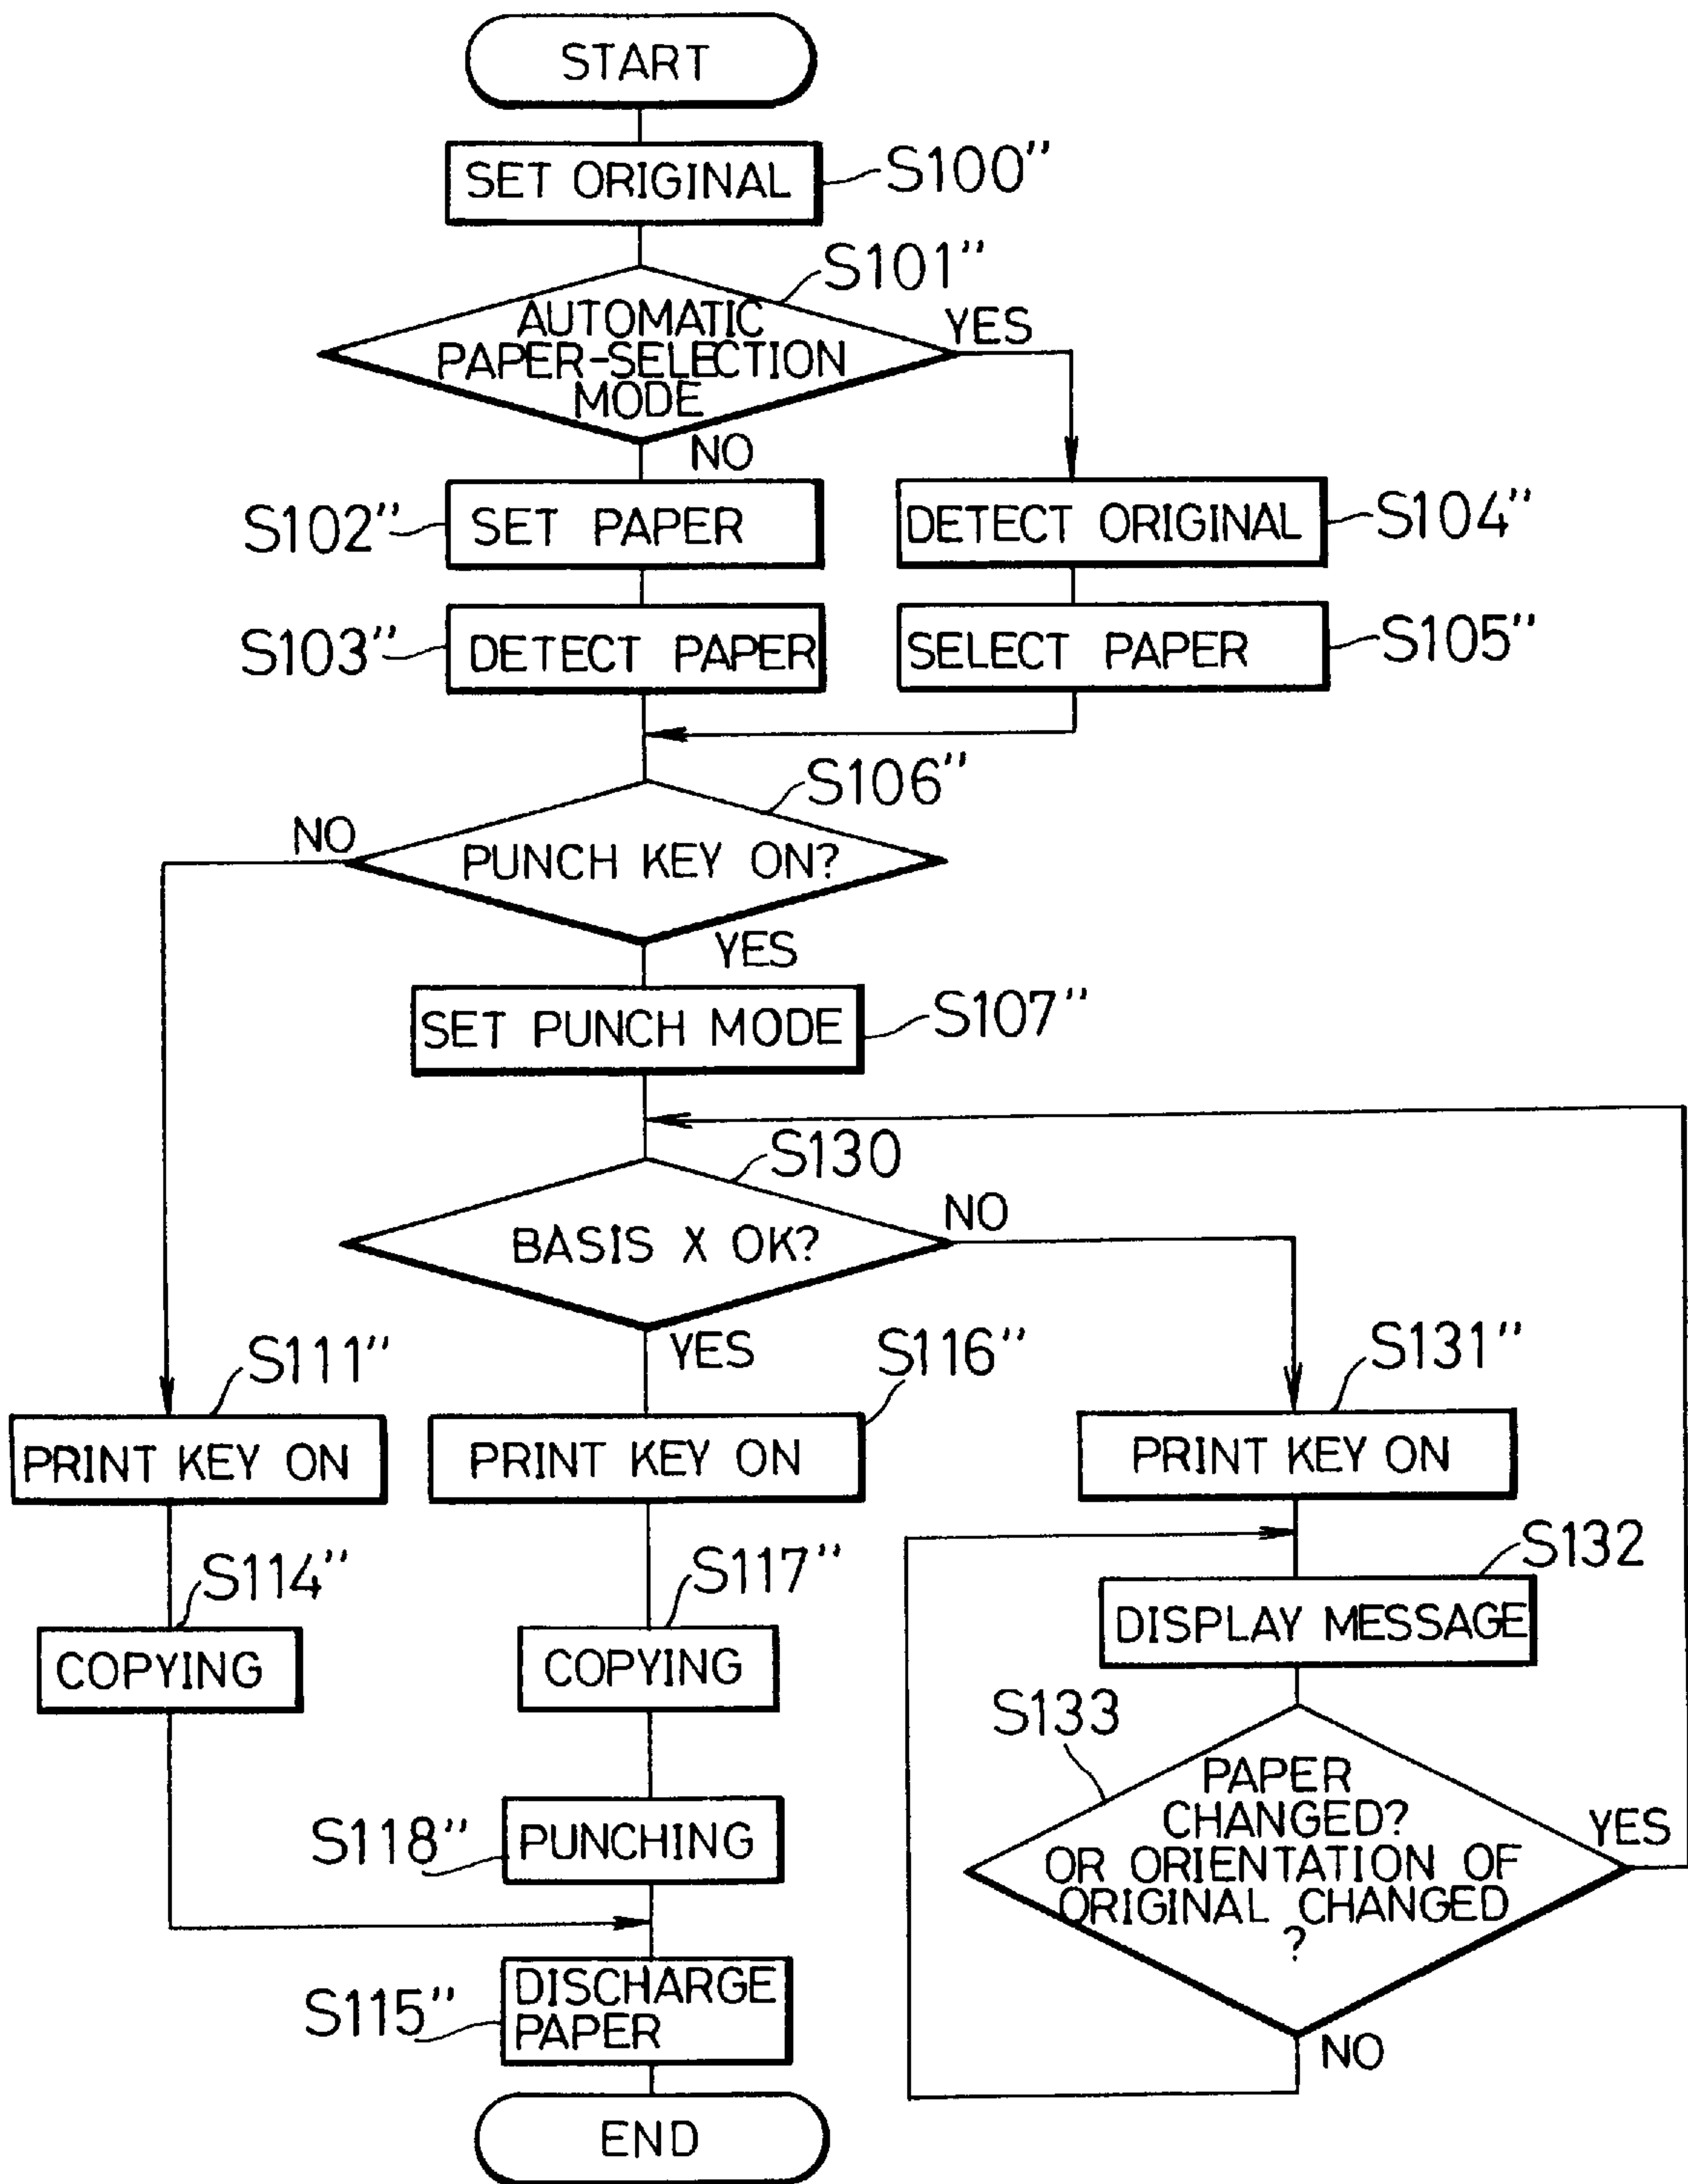 START
SET ORIGINAL
S100"
S101"
AUTOMATIC
PAPER-SELECTION
MODE
YES
NO
S102"
SET PAPER
DETECT ORIGINAL
S104"
S103"
DETECT PAPER
SELECT PAPER
S105"
S106"
NO
PUNCH KEY ON?
YES
SET PUNCH MODE
S107"
S130
BASIS X OK?
NO
YES
S111"
S116"
S131"
PRINT KEY ON
PRINT KEY ON
PRINT KEY ON
S114"
S117"
S132
COPYING
COPYING
DISPLAY MESSAGE
S133
PAPER
CHANGED?
OR ORIENTATION OF
ORIGINAL CHANGED
?
YES
NO
S118"
PUNCHING
S115"
DISCHARGE
PAPER
END